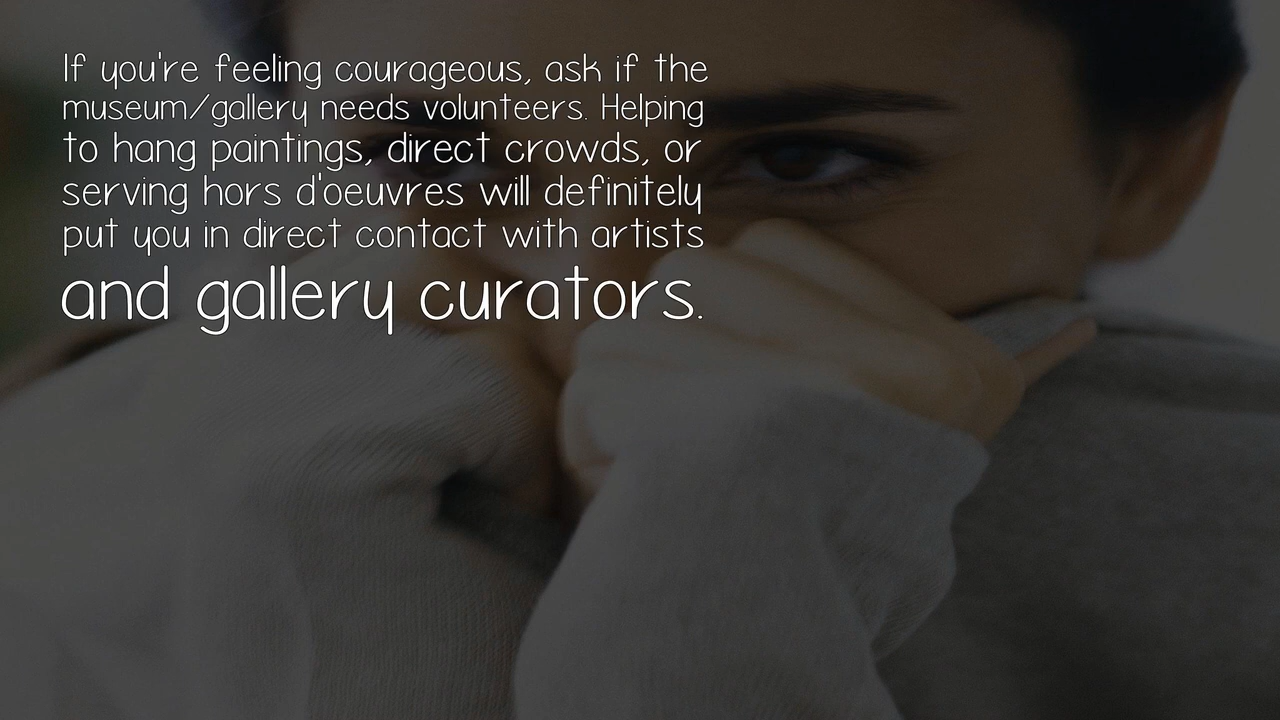 If you're feeling courageous, ask if the
museum/gallery needs volunteers. Helping
to hang paintings, direct crowds, or
serving hors d'oeuvres will definitely
put you in direct contact with artists
and gallery curators.